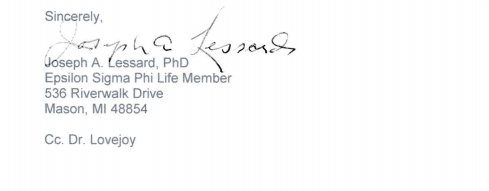 Sincerely,
Joseph A Lessard
Joseph A. Lessard, PhD
Epsilon Sigma Phi Life Member
536 Riverwalk Drive
Mason, MI 48854
Cc. Dr. Lovejoy